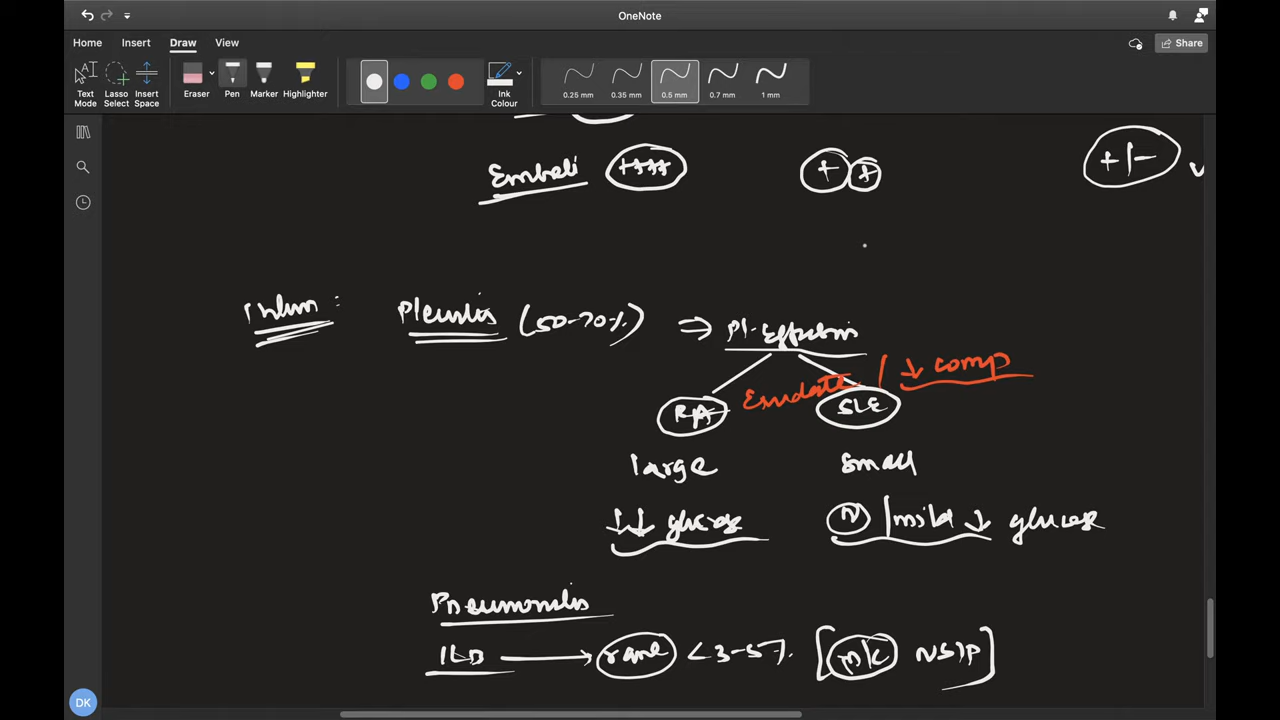 OneNote
Home Insert Draw View Share
Text Mode Lasso Select Insert Space Eraser Pen Marker Highlighter Ink Colour 0.25 mm 0.35 mm 0.5 mm 0.7 mm 1 mm
Emboli ++++ + + +/-
Pleuritis (50-70%) ⇒ Pl. Effusion
Exudate / ↓ comp
RA SLE
large small
↓↓ glucose N / mild ↓ glucose
Pneumonitis
ILD → rare <3-5% [m/c NSIP]
DK